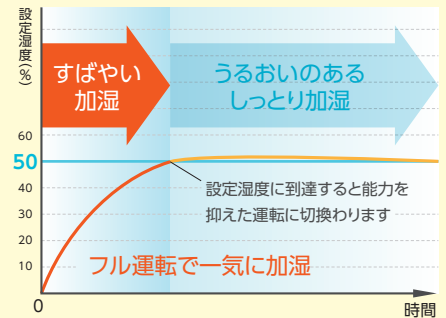 設定湿度(%)
すばやい
加湿
うるおいのある
しっとり加湿
60
50
40
30
20
10
0
設定湿度に到達すると能力を
抑えた運転に切換わります
フル運転で一気に加湿
時間